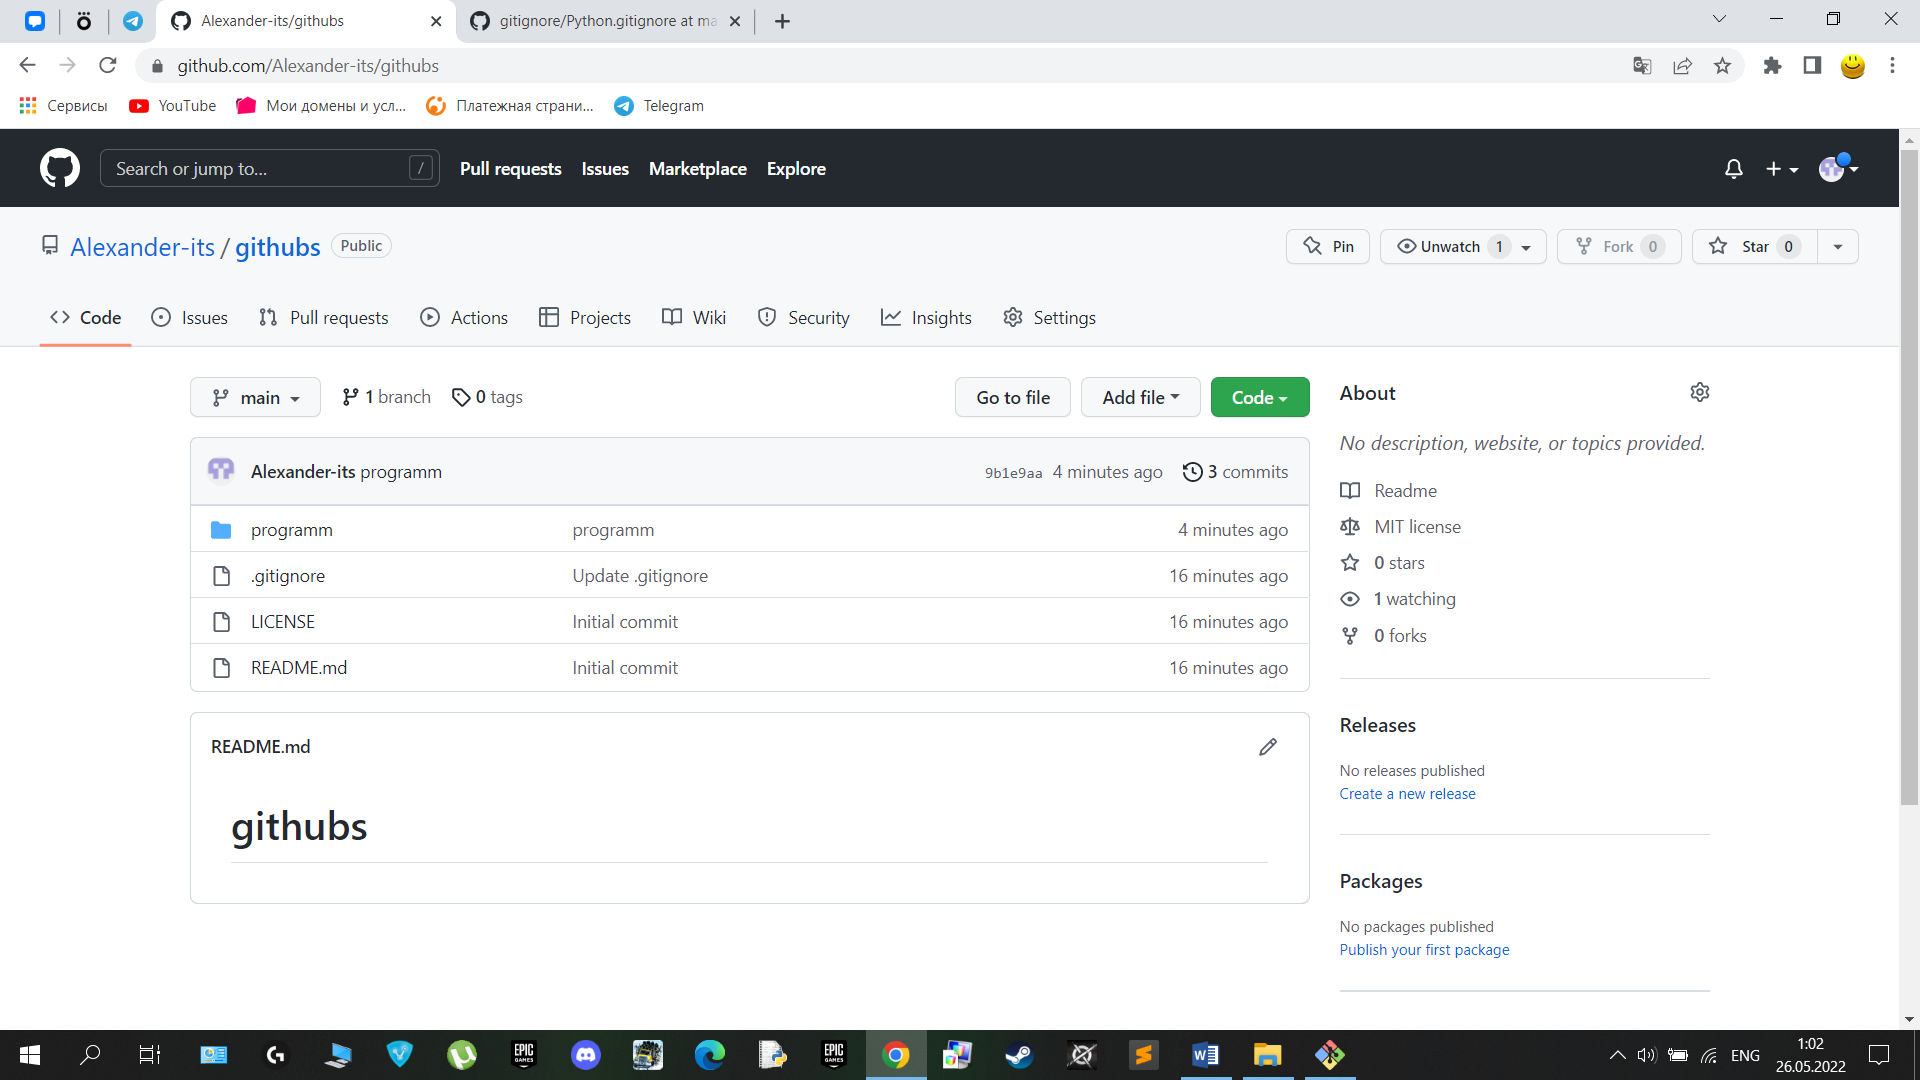 Alexander-its/githubs
gitignore/Python.gitignore at ma
github.com/Alexander-its/githubs
Сервисы
YouTube
Мои домены и усл...
Платежная страни...
Telegram
Search or jump to...
/
Pull requests
Issues
Marketplace
Explore
Alexander-its / githubs
Public
Pin
Unwatch 1
Fork 0
Star 0
Code
Issues
Pull requests
Actions
Projects
Wiki
Security
Insights
Settings
main
1 branch
0 tags
Go to file
Add file
Code
Alexander-its programm
9b1e9aa 4 minutes ago
3 commits
programm programm 4 minutes ago
.gitignore Update .gitignore 16 minutes ago
LICENSE Initial commit 16 minutes ago
README.md Initial commit 16 minutes ago
README.md
githubs
About
No description, website, or topics provided.
Readme
MIT license
0 stars
1 watching
0 forks
Releases
No releases published
Create a new release
Packages
No packages published
Publish your first package
EPIC
GAMES
EPIC
GAMES
ENG
1:02
26.05.2022